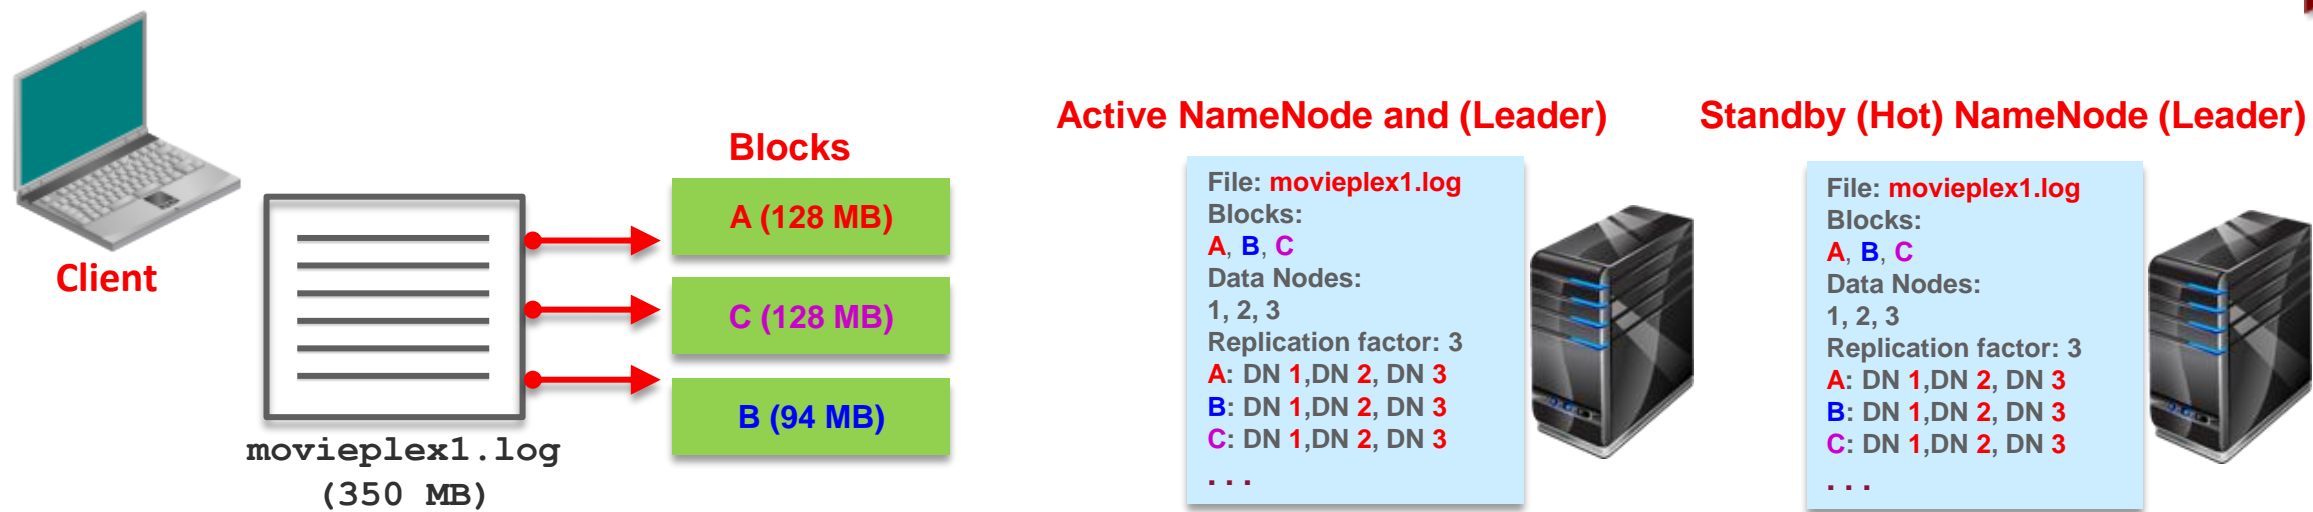 Client
movieplex1.log
(350 MB)
Blocks
A (128 MB)
C (128 MB)
B (94 MB)
Active NameNode and (Leader)
File: movieplex1.log
Blocks:
A, B, C
Data Nodes:
1, 2, 3
Replication factor: 3
A: DN 1,DN 2, DN 3
B: DN 1,DN 2, DN 3
C: DN 1,DN 2, DN 3
. . .
Standby (Hot) NameNode (Leader)
File: movieplex1.log
Blocks:
A, B, C
Data Nodes:
1, 2, 3
Replication factor: 3
A: DN 1,DN 2, DN 3
B: DN 1,DN 2, DN 3
C: DN 1,DN 2, DN 3
. . .